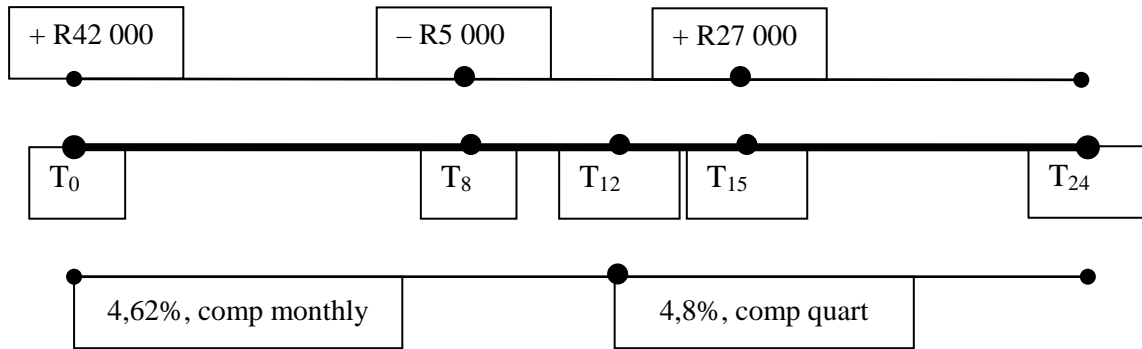 + R42 000
– R5 000
+ R27 000
T₀
T₈
T₁₂
T₁₅
T₂₄
4,62%, comp monthly
4,8%, comp quart